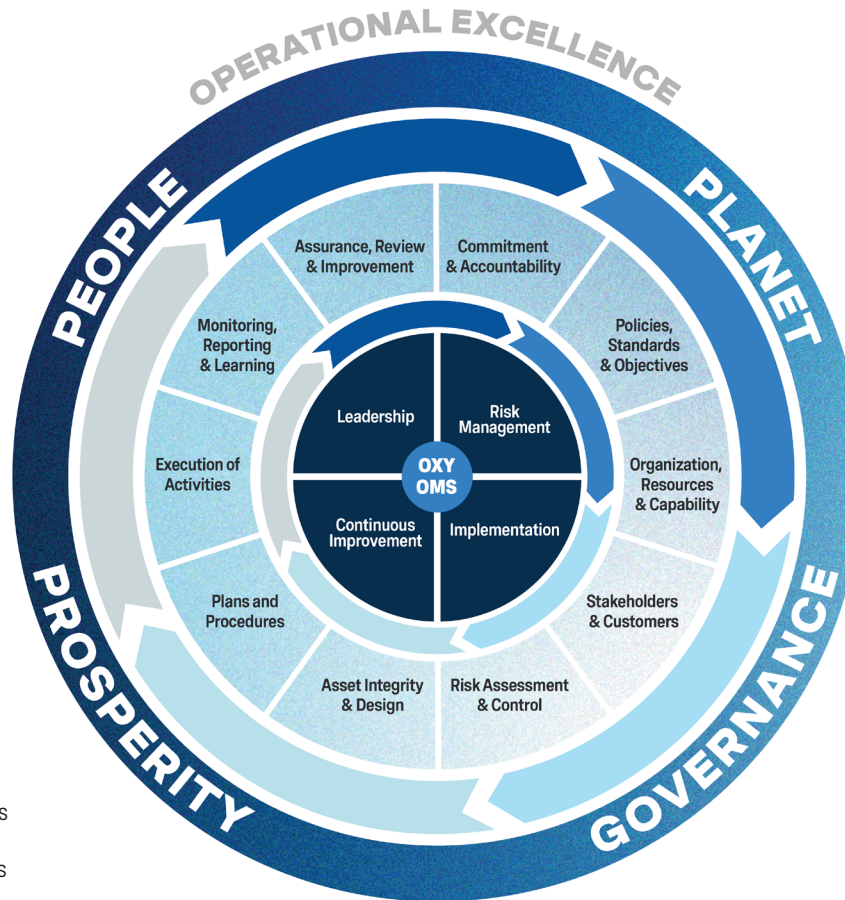 OPERATIONAL EXCELLENCE
PEOPLE
PLANET
GOVERNANCE
PROSPERITY
Commitment
& Accountability
Policies,
Standards
& Objectives
Organization,
Resources
& Capability
Stakeholders
& Customers
Risk Assessment
& Control
Asset Integrity
& Design
Plans and
Procedures
Execution of
Activities
Monitoring,
Reporting
& Learning
Assurance, Review
& Improvement
Leadership
Risk
Management
Implementation
Continuous
Improvement
OXY
OMS
s
s